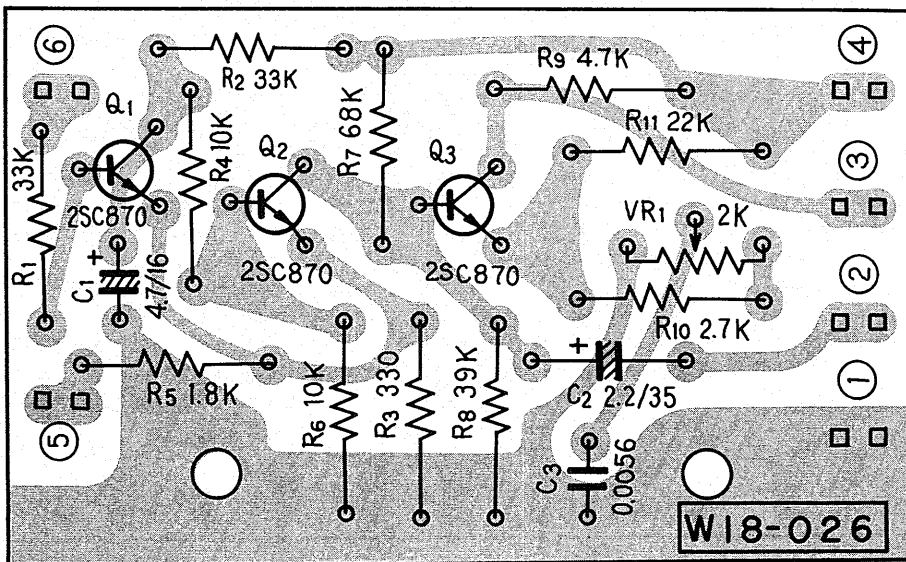 6
4
R2 33K
R9 4.7K
Q1
33K
R4 10K
Q2
R7 68K
Q3
R11 22K
3
2SC870
R1
VR1 2K
2SC870
2SC870
C1 + 4.7/16
2
R10 2.7K
R5 1.8K
R6 10K
R3 330
R8 39K
+
C2 2.2/35
1
5
C3 0.0056
W18-026